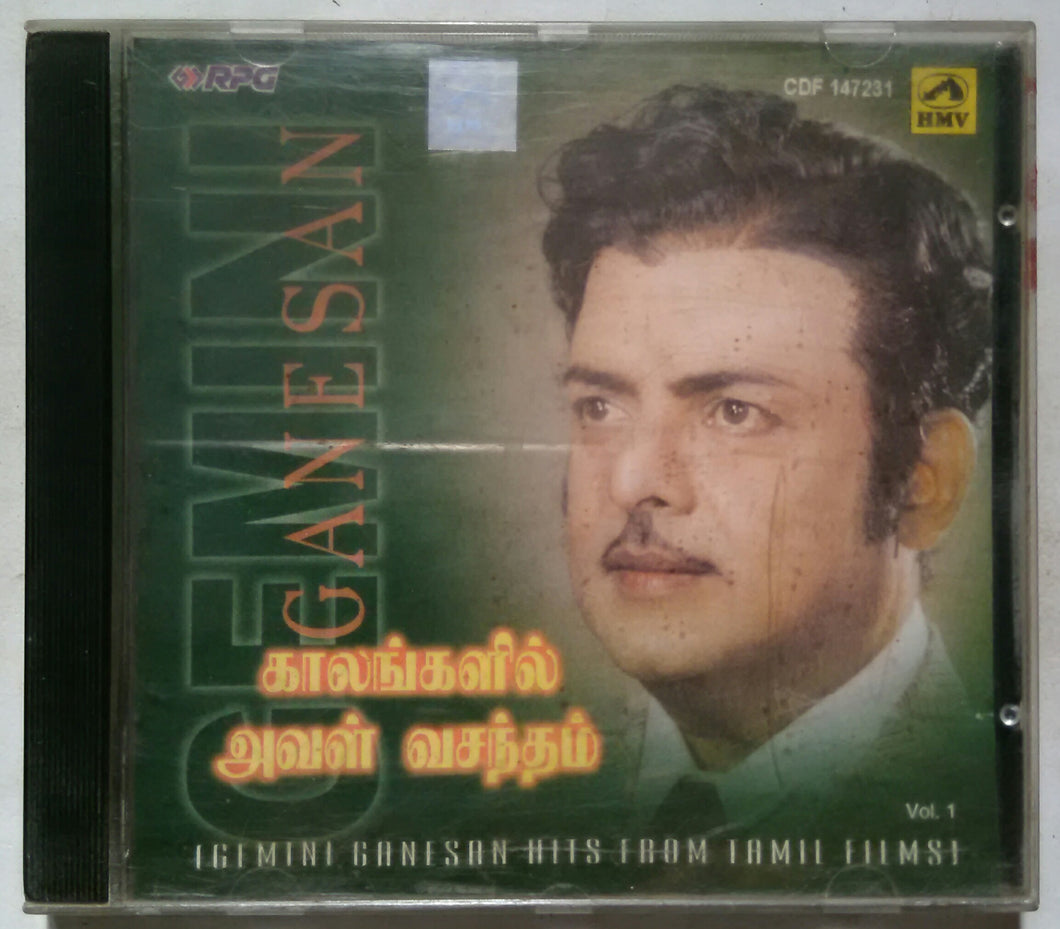 RPG
CDF 147231
HMV
GEMINI
GANESAN
காலங்களில்
அவள் வசந்தம்
Vol. 1
(GEMINI GANESAN HITS FROM TAMIL FILMS)